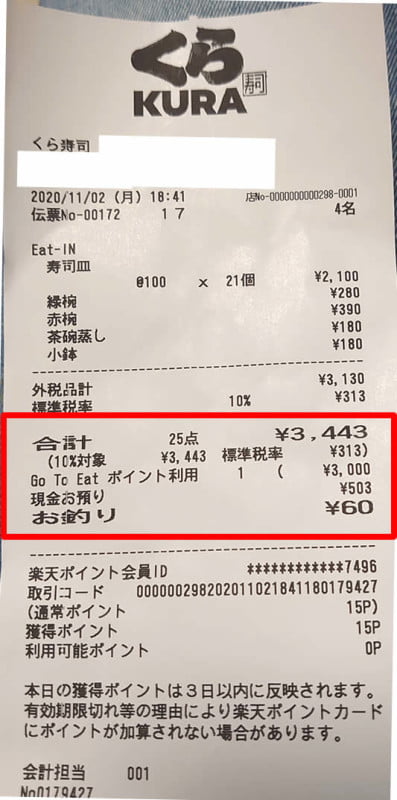 くら
寿司
KURA
くら寿司
2020/11/02 (月) 18:41 店No-0000000000298-0001
伝票No-00172 17 4名
Eat-IN
寿司皿
@100 x 21個 ¥2,100
緑椀 ¥280
赤椀 ¥390
茶碗蒸し ¥180
小鉢 ¥180
外税品計 ¥3,130
標準税率 10% ¥313
合計 25点 ¥3,443
(10%対象 ¥3,443 標準税率 ¥313)
Go To Eat ポイント利用 1 ( ¥3,000
現金お預り ¥503
お釣り ¥60
楽天ポイント会員ID ************7496
取引コード 00000029820201102184118017­9427
(通常ポイント 15P)
獲得ポイント 15P
利用可能ポイント 0P
本日の獲得ポイントは3日以内に反映されます。
有効期限切れ等の理由により楽天ポイントカード
にポイントが加算されない場合があります。
会計担当 001
No0179427